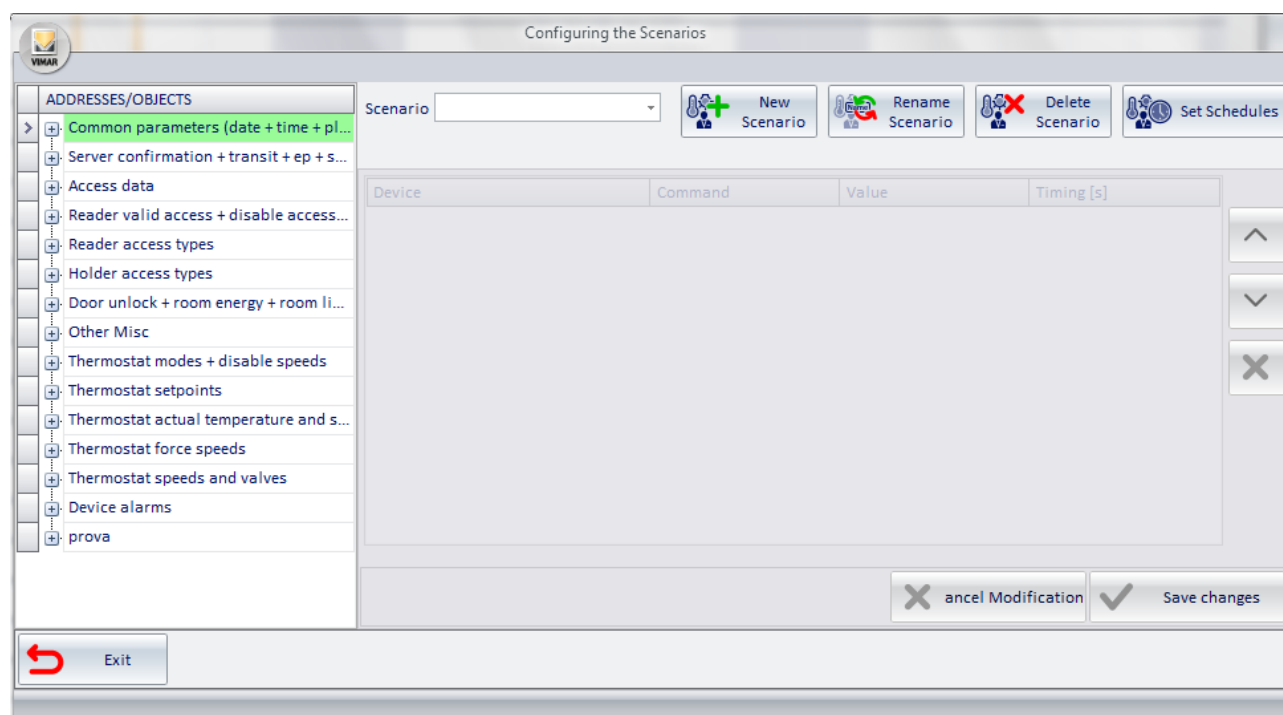 Configuring the Scenarios
VIMAR
ADDRESSES/OBJECTS
Common parameters (date + time + pl...
Server confirmation + transit + ep + s...
Access data
Reader valid access + disable access...
Reader access types
Holder access types
Door unlock + room energy + room li...
Other Misc
Thermostat modes + disable speeds
Thermostat setpoints
Thermostat actual temperature and s...
Thermostat force speeds
Thermostat speeds and valves
Device alarms
prova
Scenario
New
Scenario
Rename
Scenario
Delete
Scenario
Set Schedules
Device Command Value Timing [s]
ancel Modification
Save changes
Exit